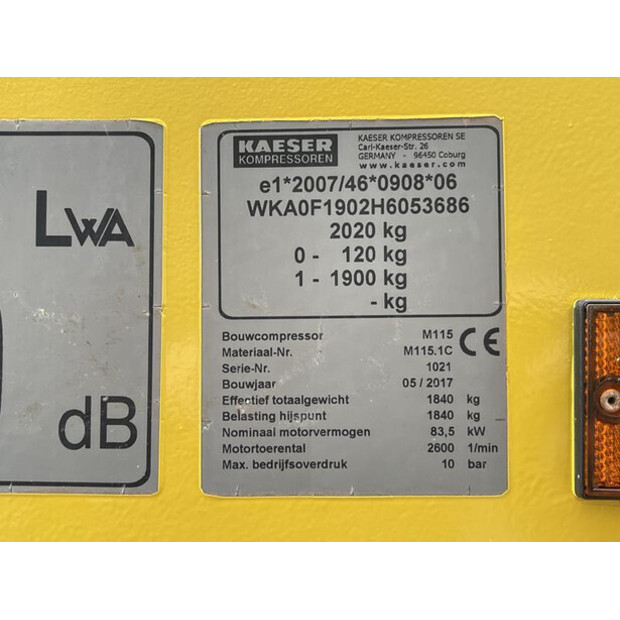 LWA
dB
KAESER
KOMPRESSOREN
KAESER KOMPRESSOREN SE
Carl-Kaeser-Str. 26
GERMANY - 96450 Coburg
www.kaeser.com
e1*2007/46*0908*06
WKA0F1902H6053686
2020 kg
0 - 120 kg
1 - 1900 kg
- kg
Bouwcompressor M115
Materiaal-Nr. M115.1C
Serie-Nr. 1021
Bouwjaar 05 / 2017
CE
Effectief totaalgewicht 1840 kg
Belasting hijspunt 1840 kg
Nominaal motorvermogen 83,5 kW
Motortoerental 2600 1/min
Max. bedrijfsoverdruk 10 bar